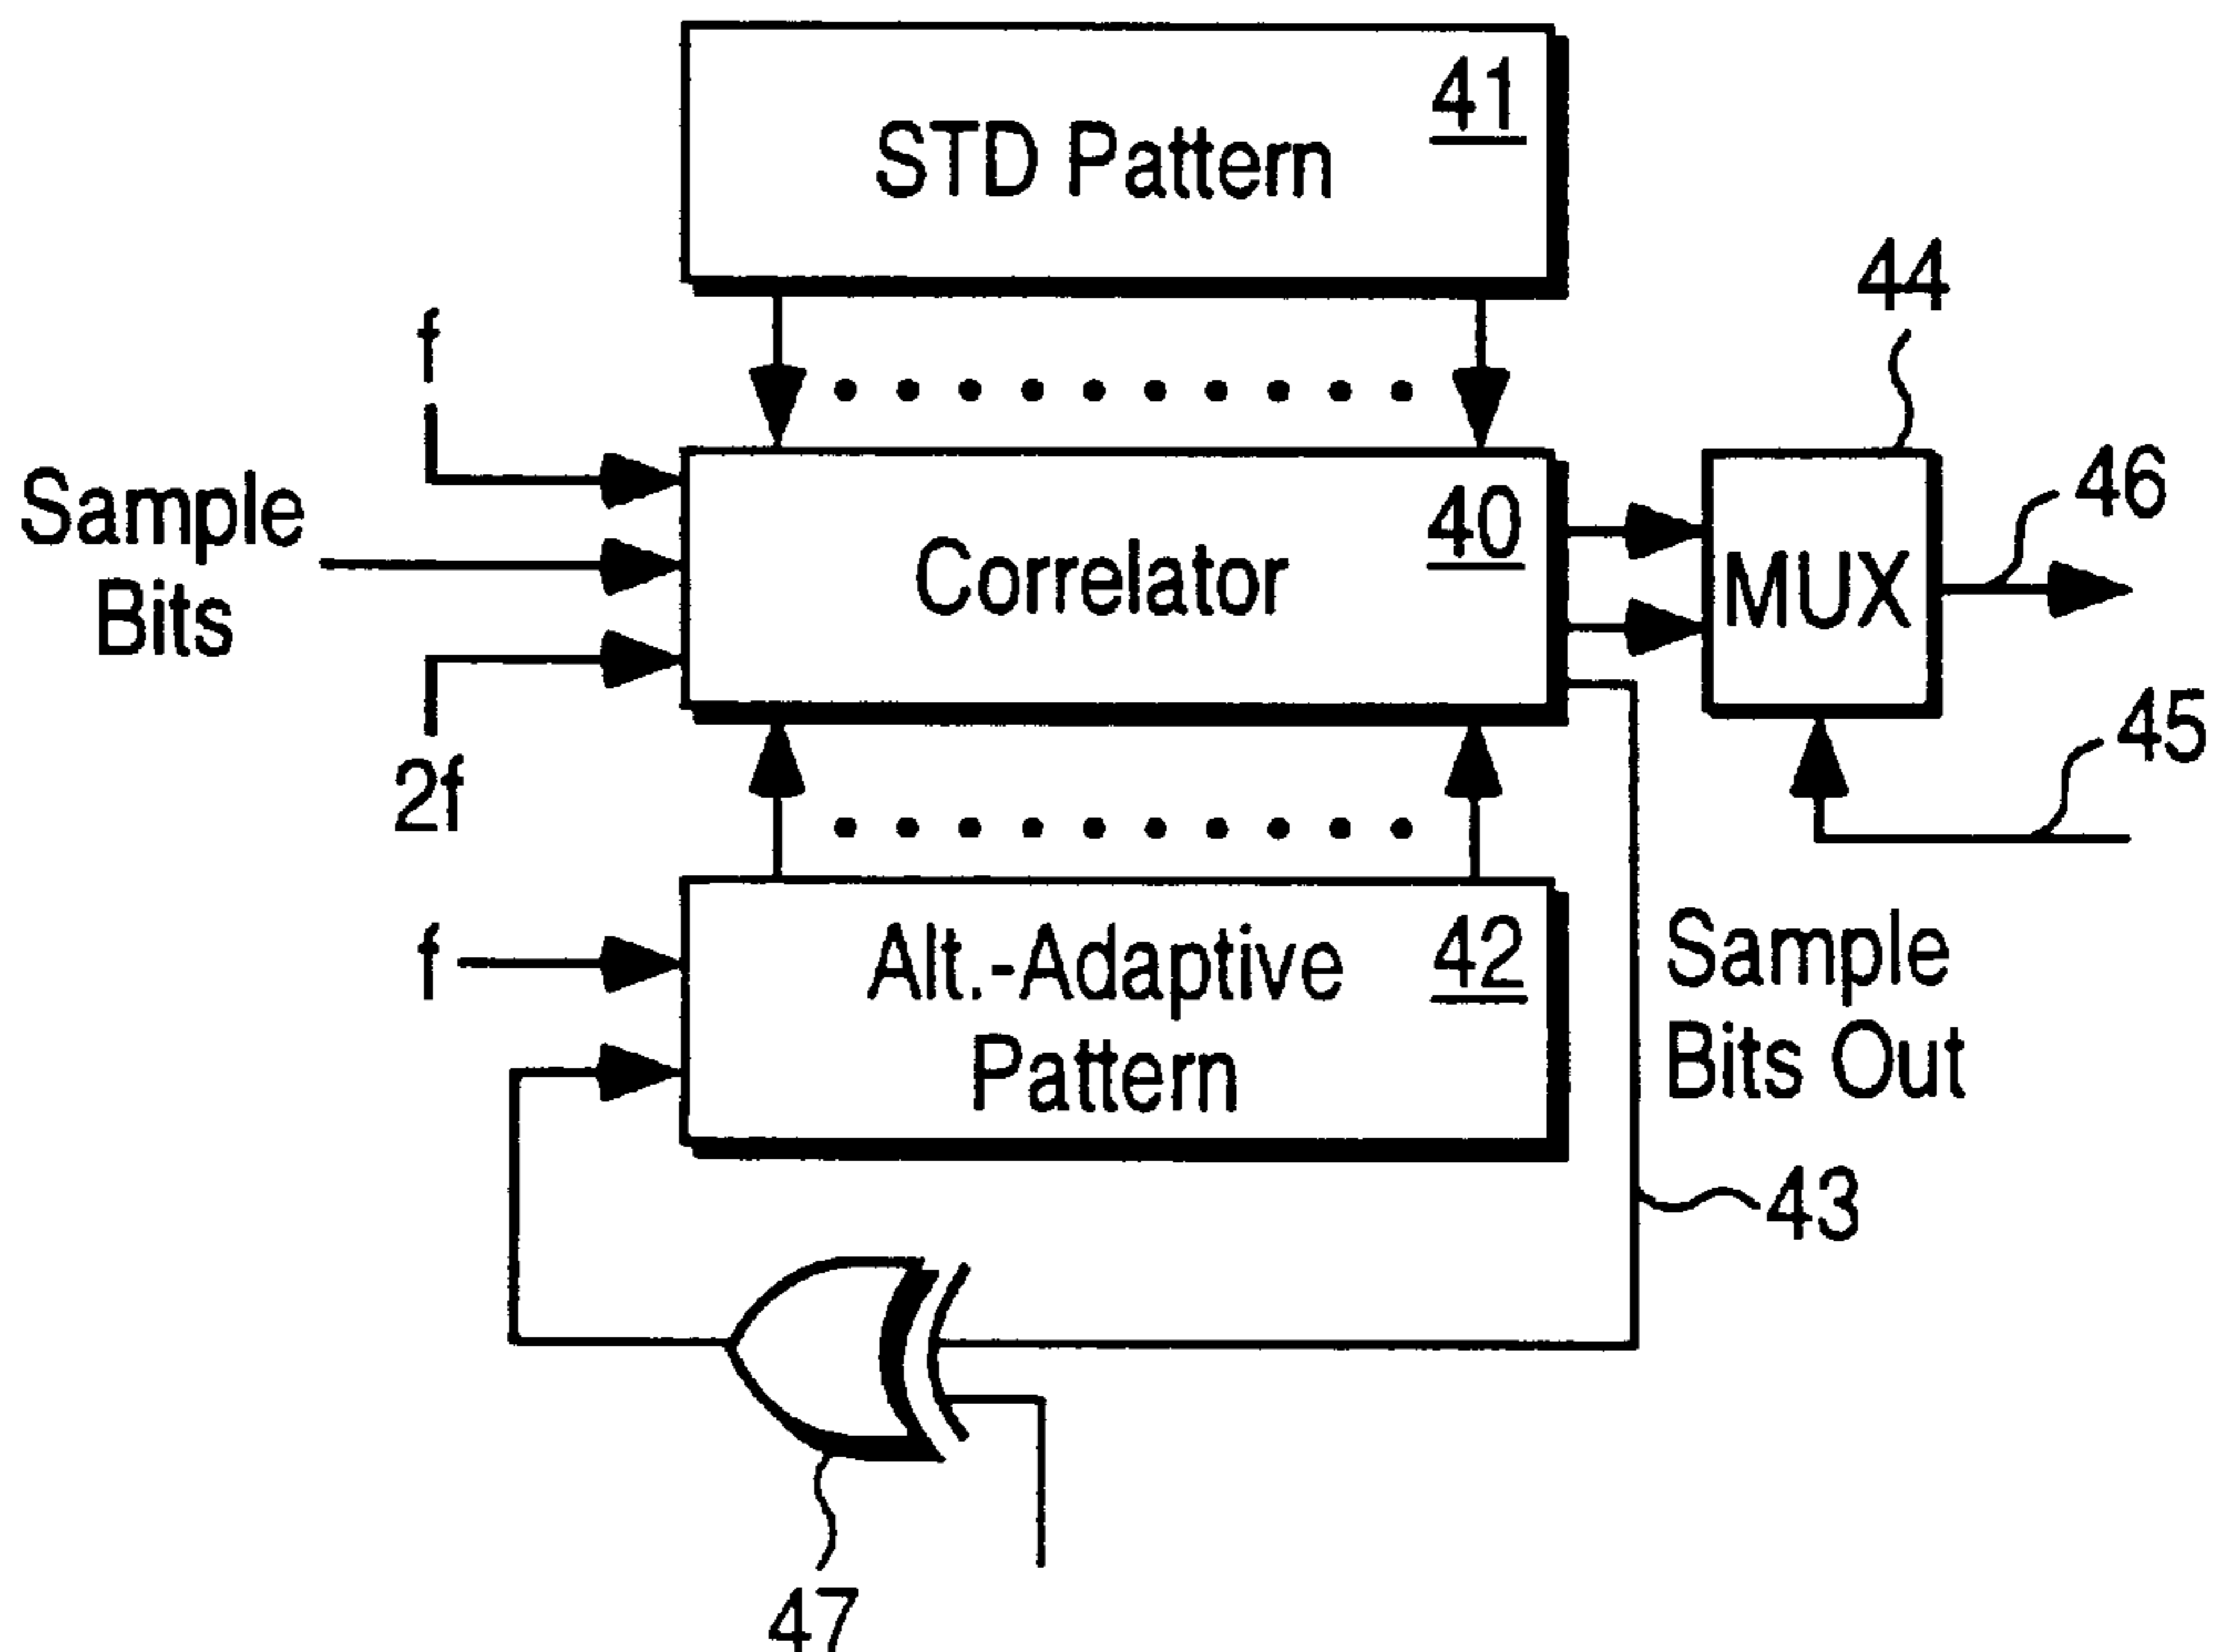 41
STD Pattern
44
f
46
Sample
Bits
40
Correlator
MUX
45
2f
f
Alt.-Adaptive
Pattern
42
Sample
Bits Out
43
47